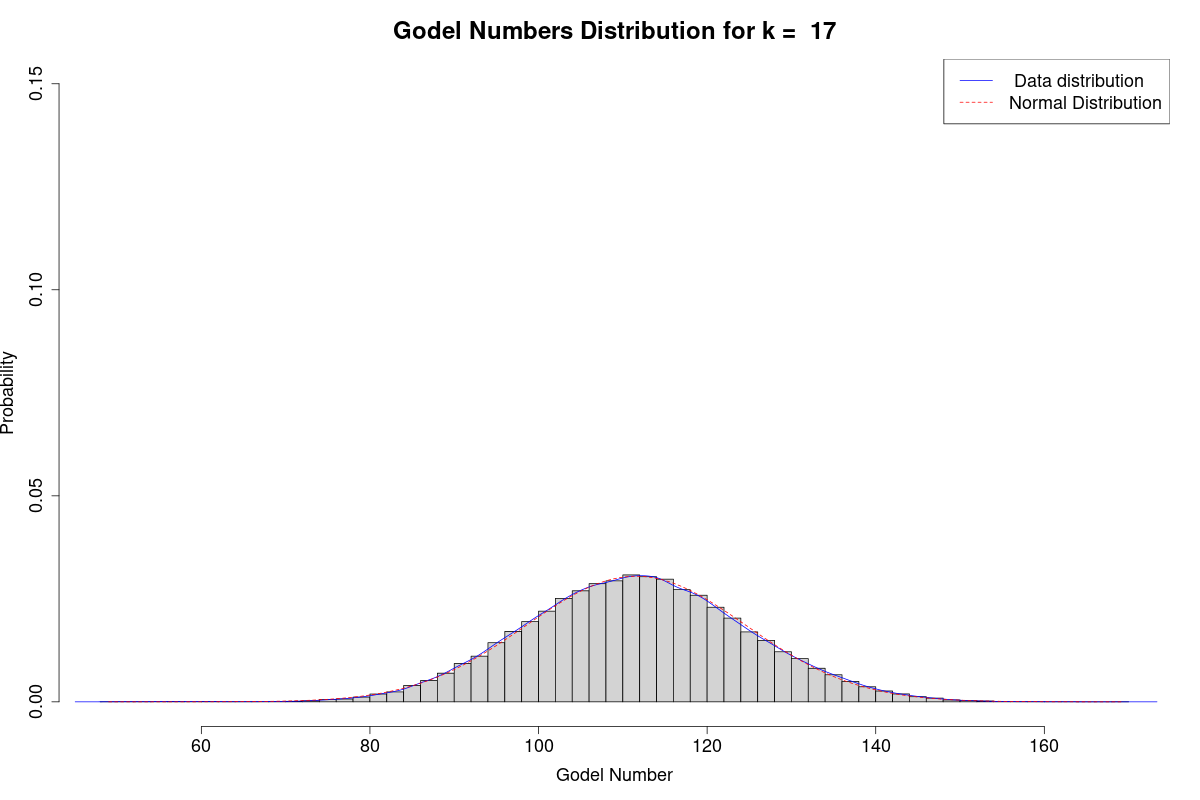 Godel Numbers Distribution for k = 17
Data distribution
Normal Distribution
Probability
0.15
0.10
0.05
0.00
60 80 100 120 140 160
Godel Number